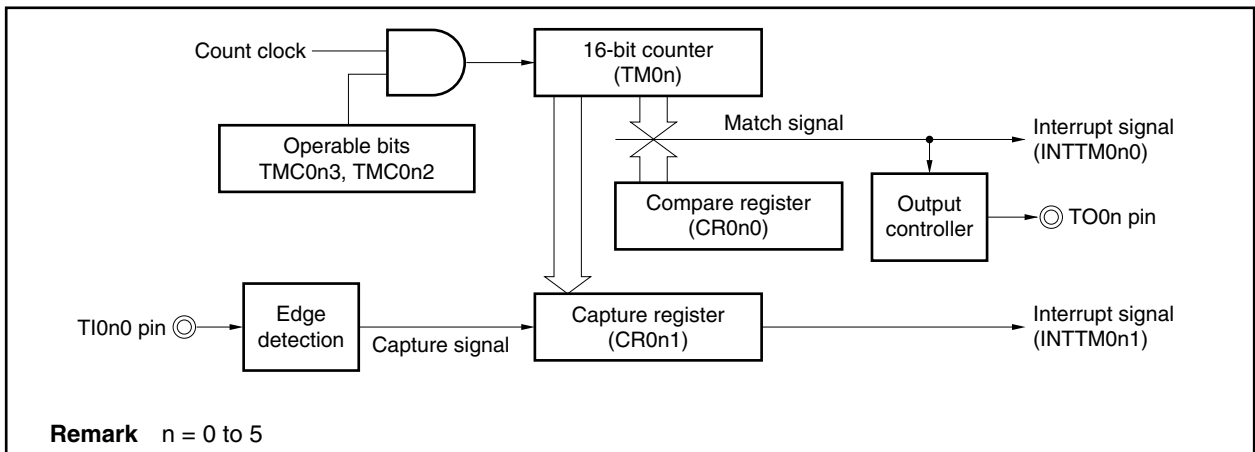 Count clock
16-bit counter
(TM0n)
Operable bits
TMC0n3, TMC0n2
Match signal
Interrupt signal
(INTTM0n0)
Compare register
(CR0n0)
Output
controller
TO0n pin
TI0n0 pin
Edge
detection
Capture signal
Capture register
(CR0n1)
Interrupt signal
(INTTM0n1)
Remark n = 0 to 5